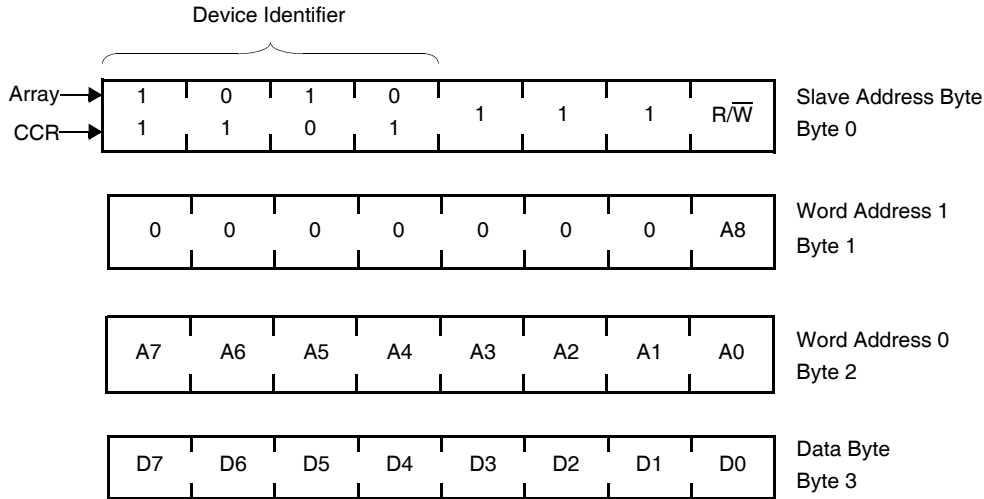 Device Identifier
Array 1 0 1 0
CCR 1 1 0 1 1 1 1 R/W̅
Slave Address Byte
Byte 0
0 0 0 0 0 0 0 A8
Word Address 1
Byte 1
A7 A6 A5 A4 A3 A2 A1 A0
Word Address 0
Byte 2
D7 D6 D5 D4 D3 D2 D1 D0
Data Byte
Byte 3